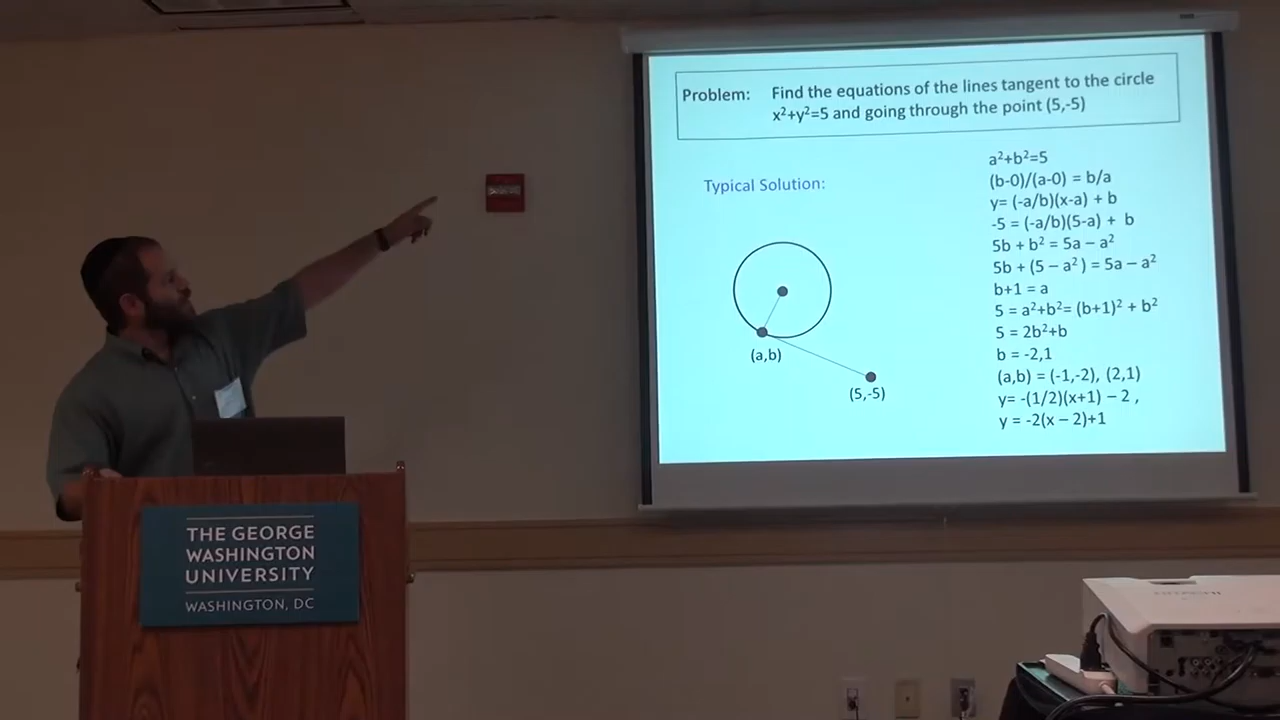 Problem: Find the equations of the lines tangent to the circle
x²+y²=5 and going through the point (5,-5)
Typical Solution:
(a,b)
(5,-5)
a²+b²=5
(b-0)/(a-0) = b/a
y= (-a/b)(x-a) + b
-5 = (-a/b)(5-a) + b
5b + b² = 5a – a²
5b + (5 – a² ) = 5a – a²
b+1 = a
5 = a²+b²= (b+1)² + b²
5 = 2b²+b
b = -2,1
(a,b) = (-1,-2), (2,1)
y= -(1/2)(x+1) – 2 ,
y = -2(x – 2)+1
THE GEORGE
WASHINGTON
UNIVERSITY
WASHINGTON, DC
HITACHI